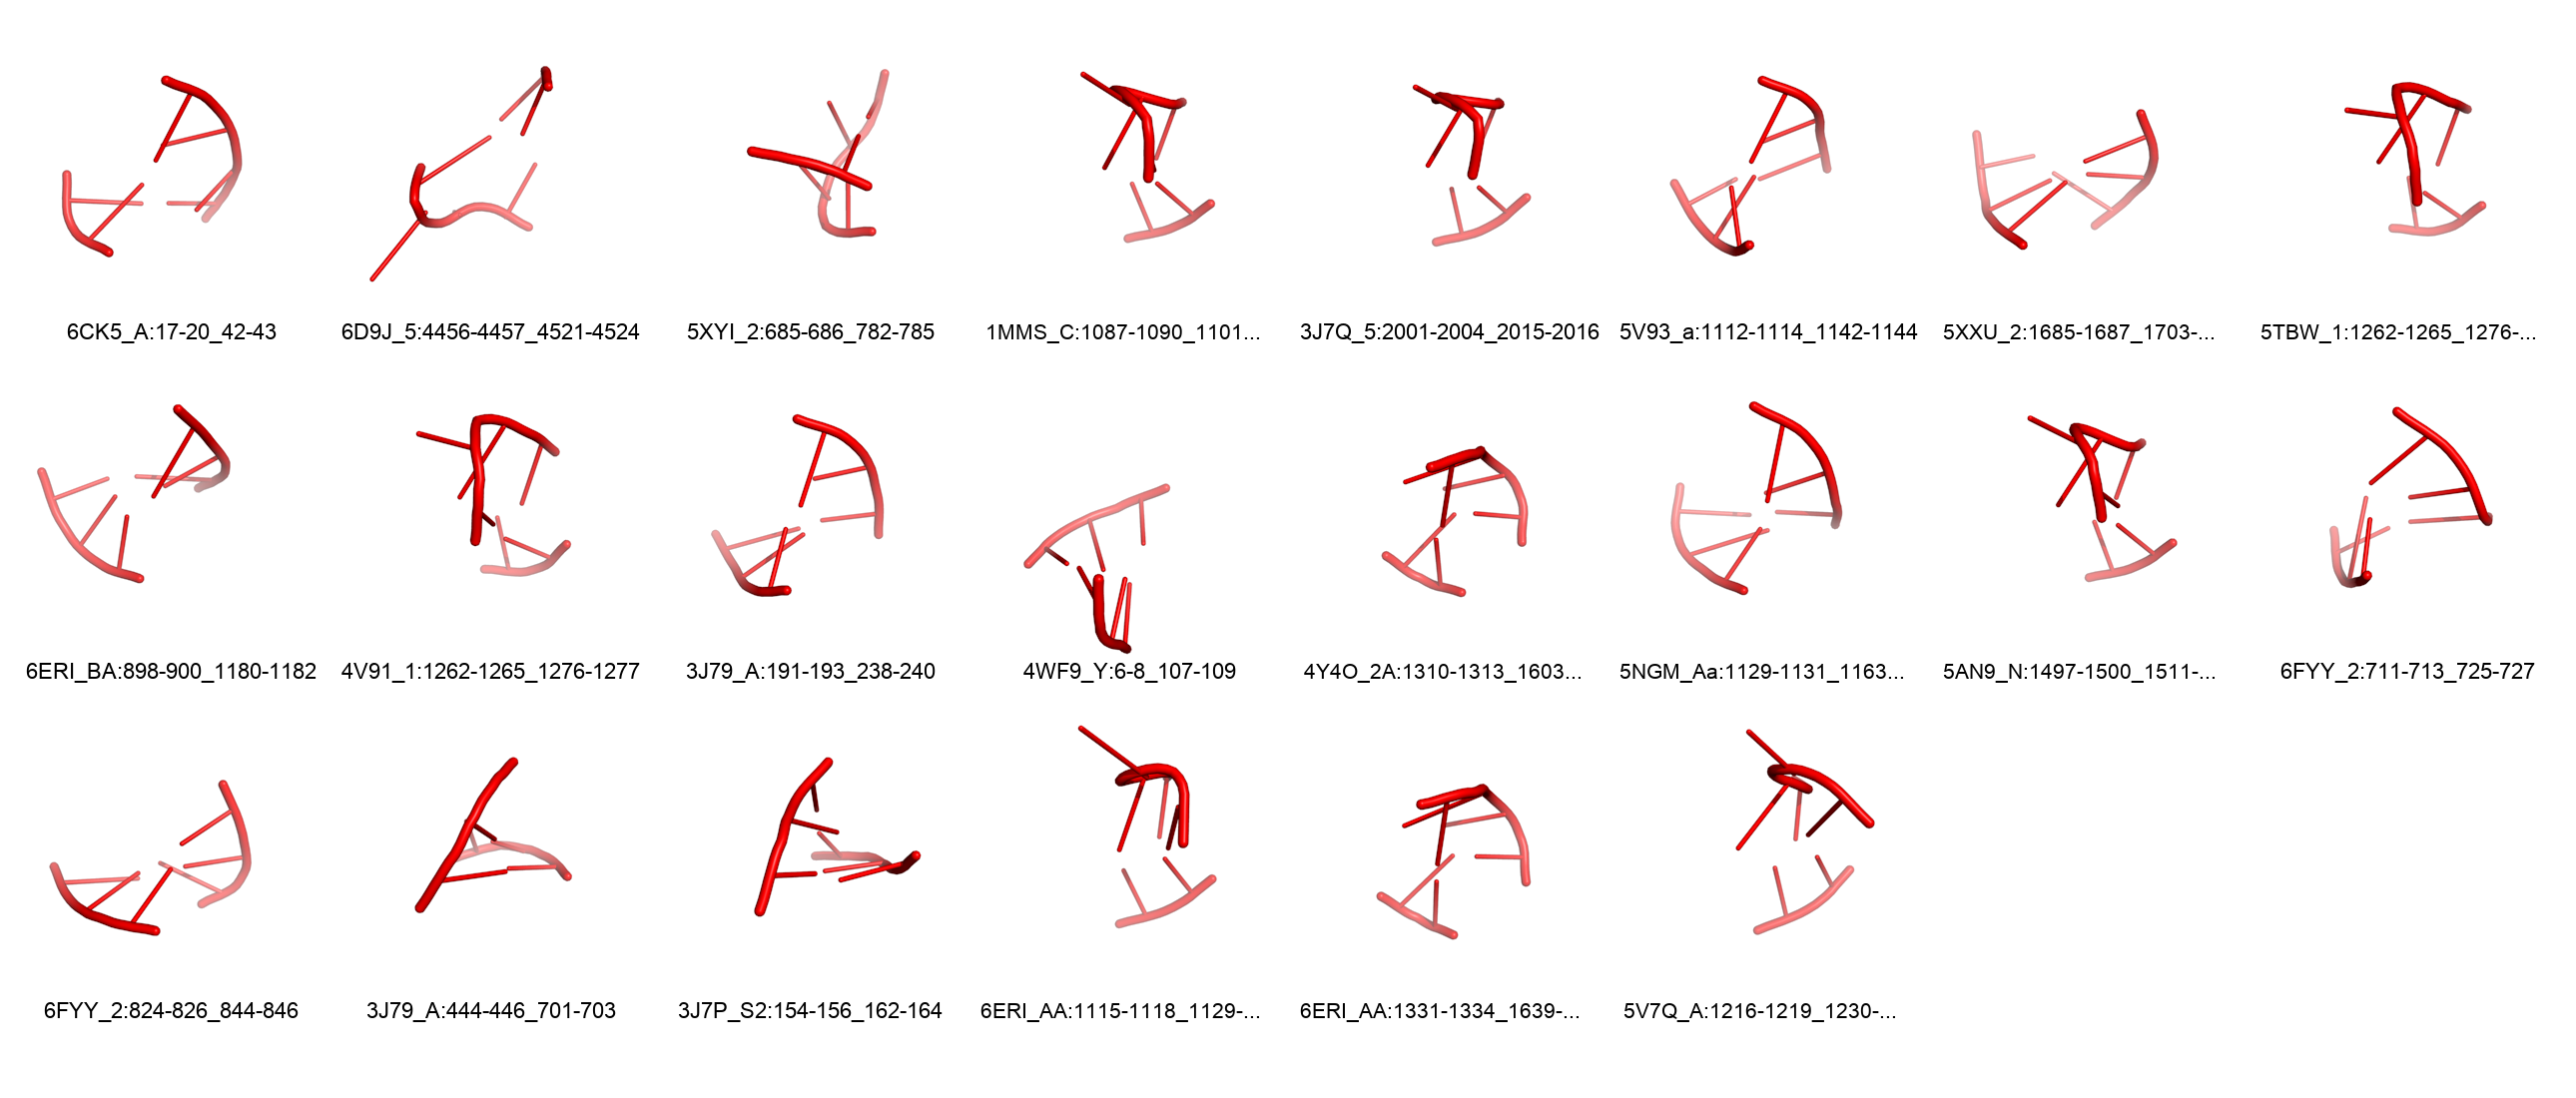 6CK5_A:17-20_42-43
6D9J_5:4456-4457_4521-4524
5XYI_2:685-686_782-785
1MMS_C:1087-1090_1101...
3J7Q_5:2001-2004_2015-2016
5V93_a:1112-1114_1142-1144
5XXU_2:1685-1687_1703-...
5TBW_1:1262-1265_1276-...
6ERI_BA:898-900_1180-1182
4V91_1:1262-1265_1276-1277
3J79_A:191-193_238-240
4WF9_Y:6-8_107-109
4Y4O_2A:1310-1313_1603...
5NGM_Aa:1129-1131_1163...
5AN9_N:1497-1500_1511-...
6FYY_2:711-713_725-727
6FYY_2:824-826_844-846
3J79_A:444-446_701-703
3J7P_S2:154-156_162-164
6ERI_AA:1115-1118_1129-...
6ERI_AA:1331-1334_1639-...
5V7Q_A:1216-1219_1230-...